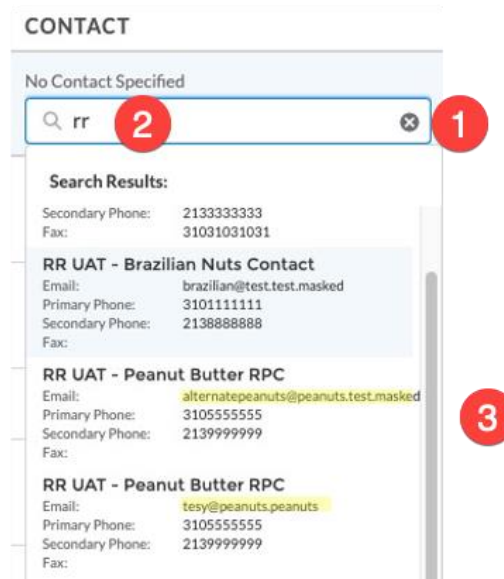 CONTACT
No Contact Specified
rr 2 1
Search Results:
Secondary Phone: 2133333333
Fax: 31031031031
RR UAT - Brazilian Nuts Contact
Email: brazilian@test.test.masked
Primary Phone: 3101111111
Secondary Phone: 2138888888
Fax:
RR UAT - Peanut Butter RPC
Email: alternatepeanuts@peanuts.test.masked
Primary Phone: 3105555555
3
Secondary Phone: 2139999999
Fax:
RR UAT - Peanut Butter RPC
Email: tesy@peanuts.peanuts
Primary Phone: 3105555555
Secondary Phone: 2139999999
Fax: